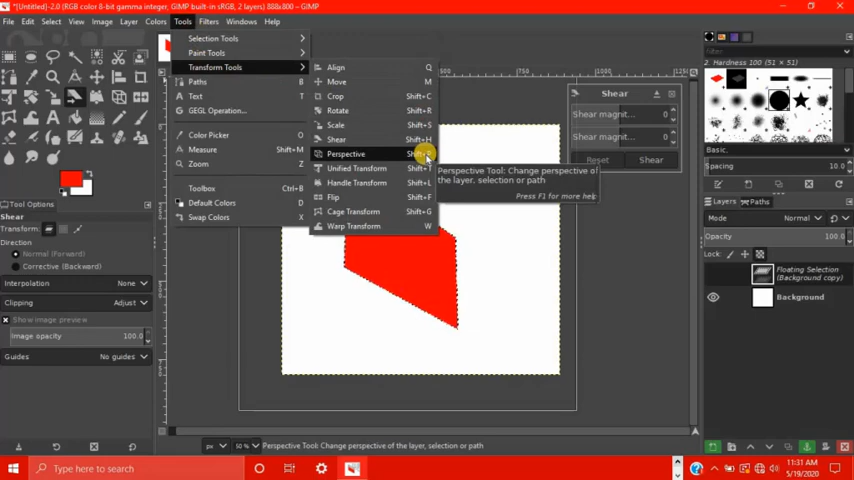 *[Untitled]-2.0 (RGB color 8-bit gamma integer, GIMP built-in sRGB, 2 layers) 888x800 – GIMP
File Edit Select View Image Layer Colors Tools Filters Windows Help
Selection Tools
Paint Tools
Transform Tools
Paths B
Text T
GEGL Operation...
Color Picker O
Measure Shift+M
Zoom Z
Toolbox Ctrl+B
Default Colors D
Swap Colors X
Align Q
Move M
Crop Shift+C
Rotate Shift+R
Scale Shift+S
Shear Shift+H
Perspective
Unified Transform Shift+T
Handle Transform Shift+L
Flip Shift+F
Cage Transform Shift+G
Warp Transform W
Perspective Tool: Change perspective of
the layer, selection or path
Press F1 for more help
500 750 1000 1250
Shear
Shear magnit... 0
Shear magnit... 0
Reset Shear
Filter
2. Hardness 100 (51 × 51)
Basic,
Spacing 10.0
Layers Paths
Mode Normal
Opacity 100.0
Lock:
Floating Selection
(Background copy)
Background
Tool Options
Shear
Transform:
Direction
Normal (Forward)
Corrective (Backward)
Interpolation None
Clipping Adjust
Show image preview
Image opacity 100.0
Guides No guides
px 50 % Perspective Tool: Change perspective of the layer, selection or path
Type here to search
11:31 AM
5/19/2020